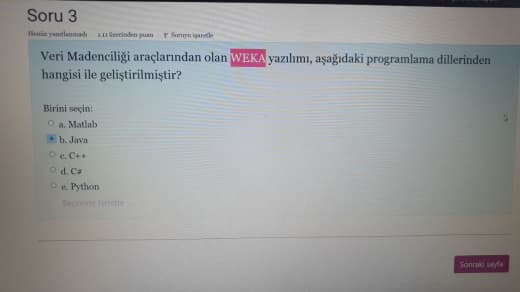 Soru 3
Henüz yanıtlanmadı 1,11 üzerinden puan Soruyu işaretle
Veri Madenciliği araçlarından olan WEKA yazılımı, aşağıdaki programlama dillerinden
hangisi ile geliştirilmiştir?
Birini seçin:
a. Matlab
b. Java
c. C++
d. C#
e. Python
Seçimimi temizle
Sonraki sayfa